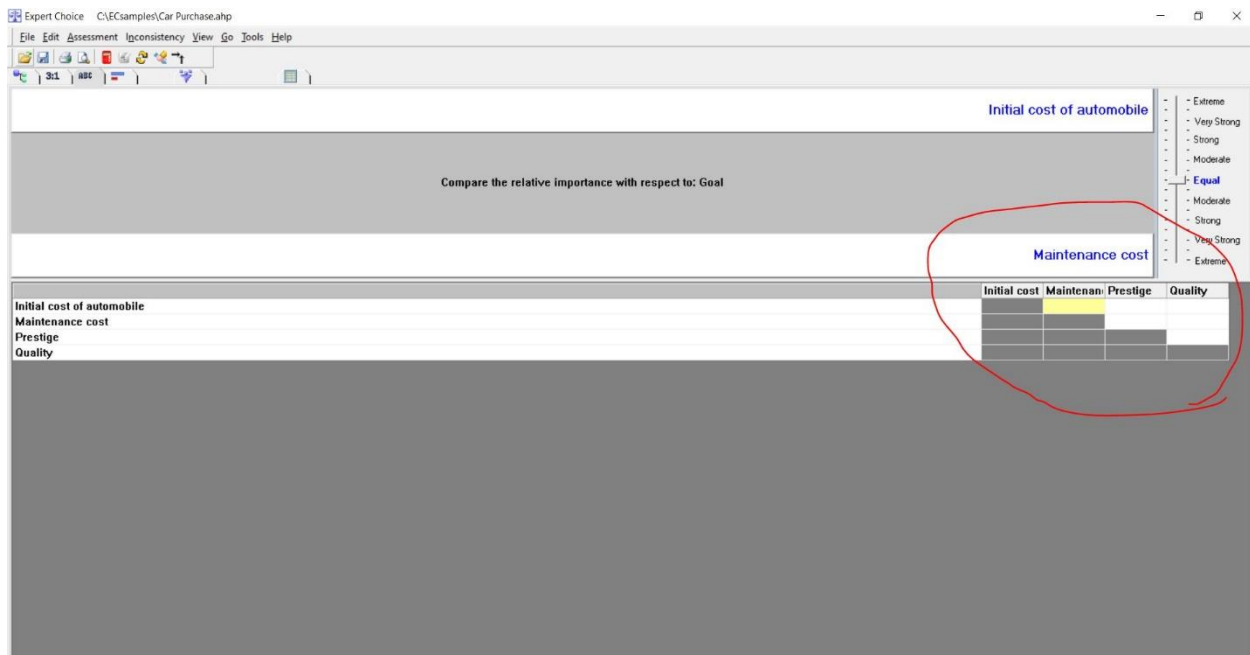 Expert Choice C:\ECsamples\Car Purchase.ahp
File Edit Assessment Inconsistency View Go Tools Help
3:1 ABC
Initial cost of automobile
Compare the relative importance with respect to: Goal
Maintenance cost
Extreme
Very Strong
Strong
Moderate
Equal
Moderate
Strong
Very Strong
Extreme
Initial cost Maintenan Prestige Quality
Initial cost of automobile
Maintenance cost
Prestige
Quality